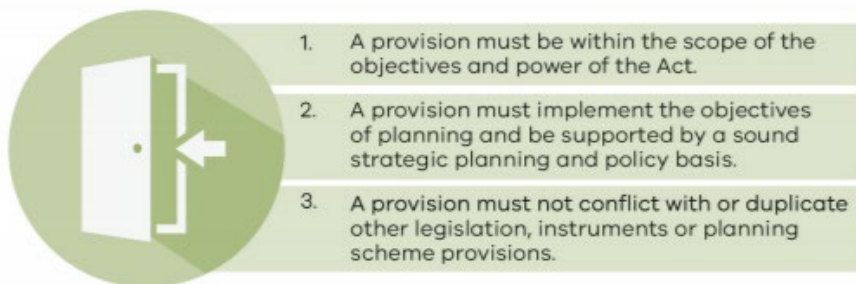 1. A provision must be within the scope of the
objectives and power of the Act.
2. A provision must implement the objectives
of planning and be supported by a sound
strategic planning and policy basis.
3. A provision must not conflict with or duplicate
other legislation, instruments or planning
scheme provisions.